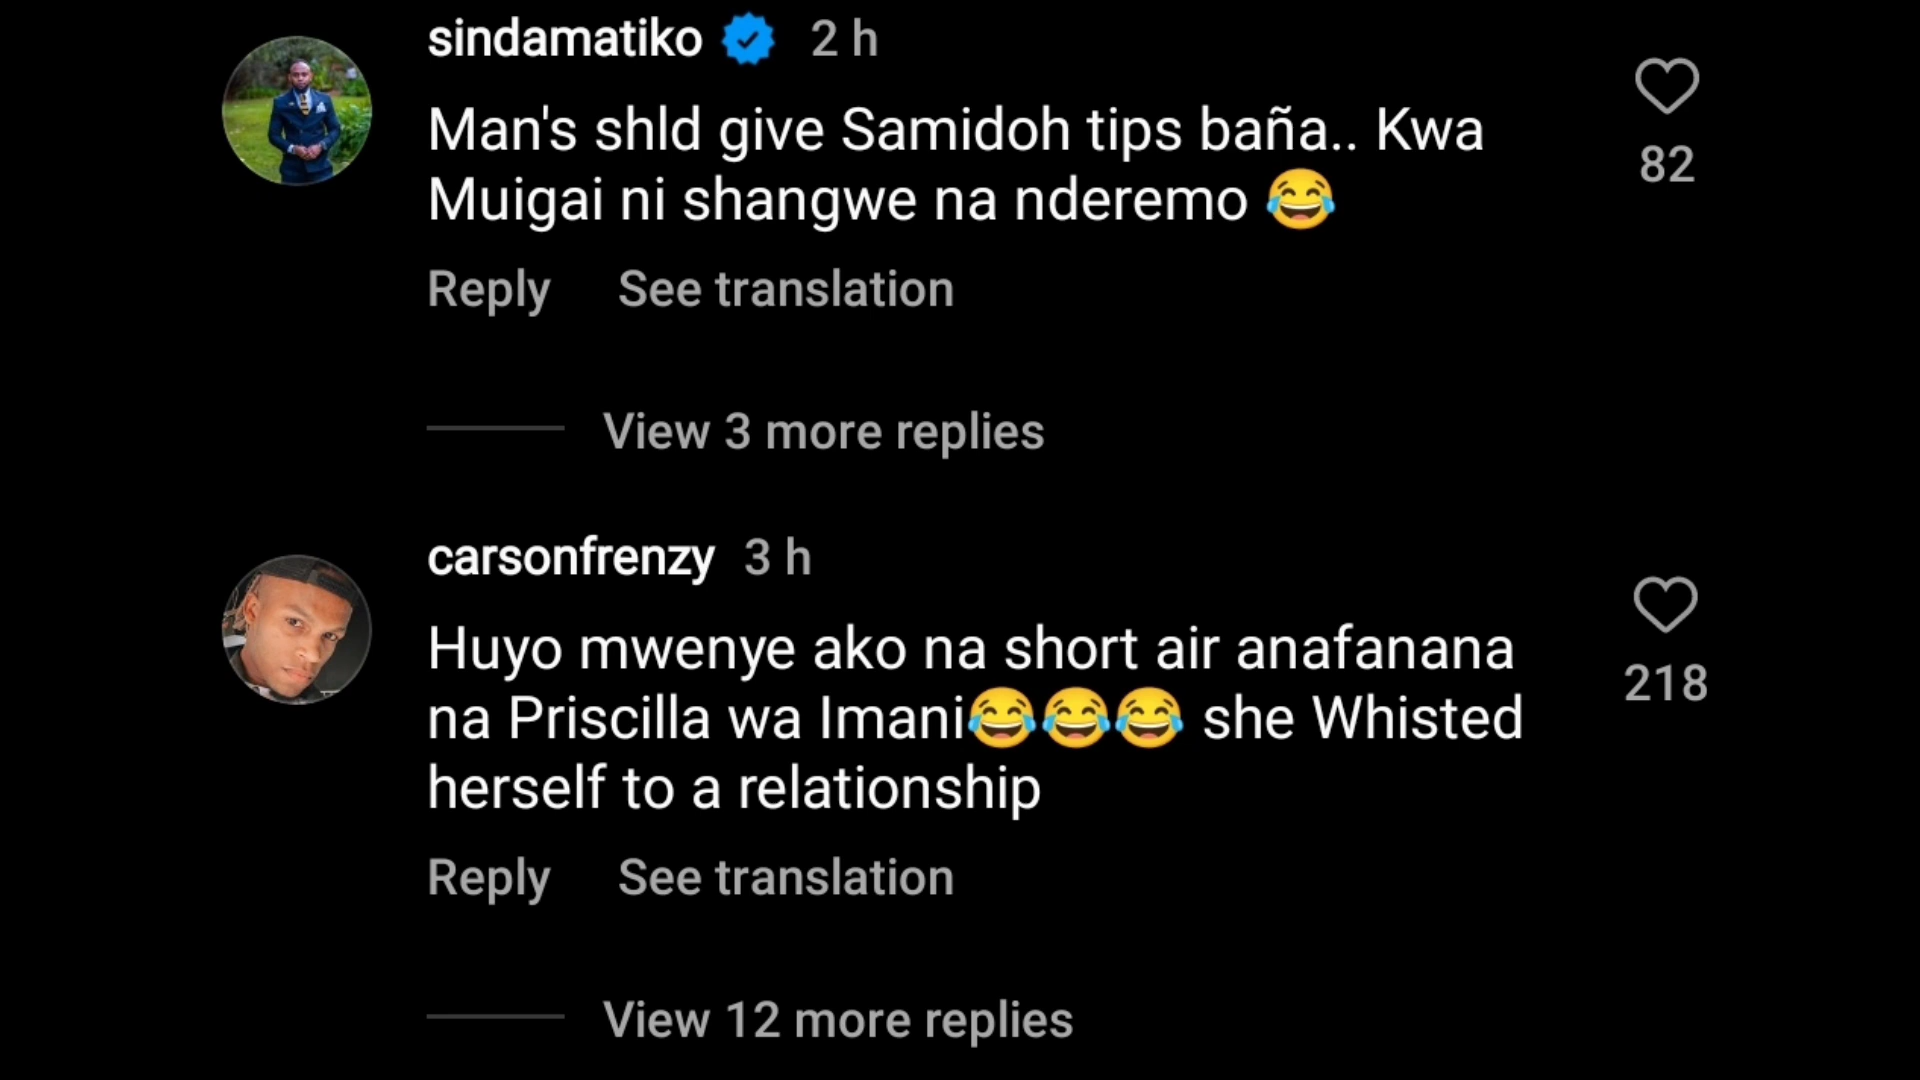 sindamatiko 2 h
Man's shld give Samidoh tips baña.. Kwa
Muigai ni shangwe na nderemo 😂
82
Reply See translation
View 3 more replies
carsonfrenzy 3 h
Huyo mwenye ako na short air anafanana
na Priscilla wa Imani😂😂😂 she Whisted
herself to a relationship
218
Reply See translation
View 12 more replies